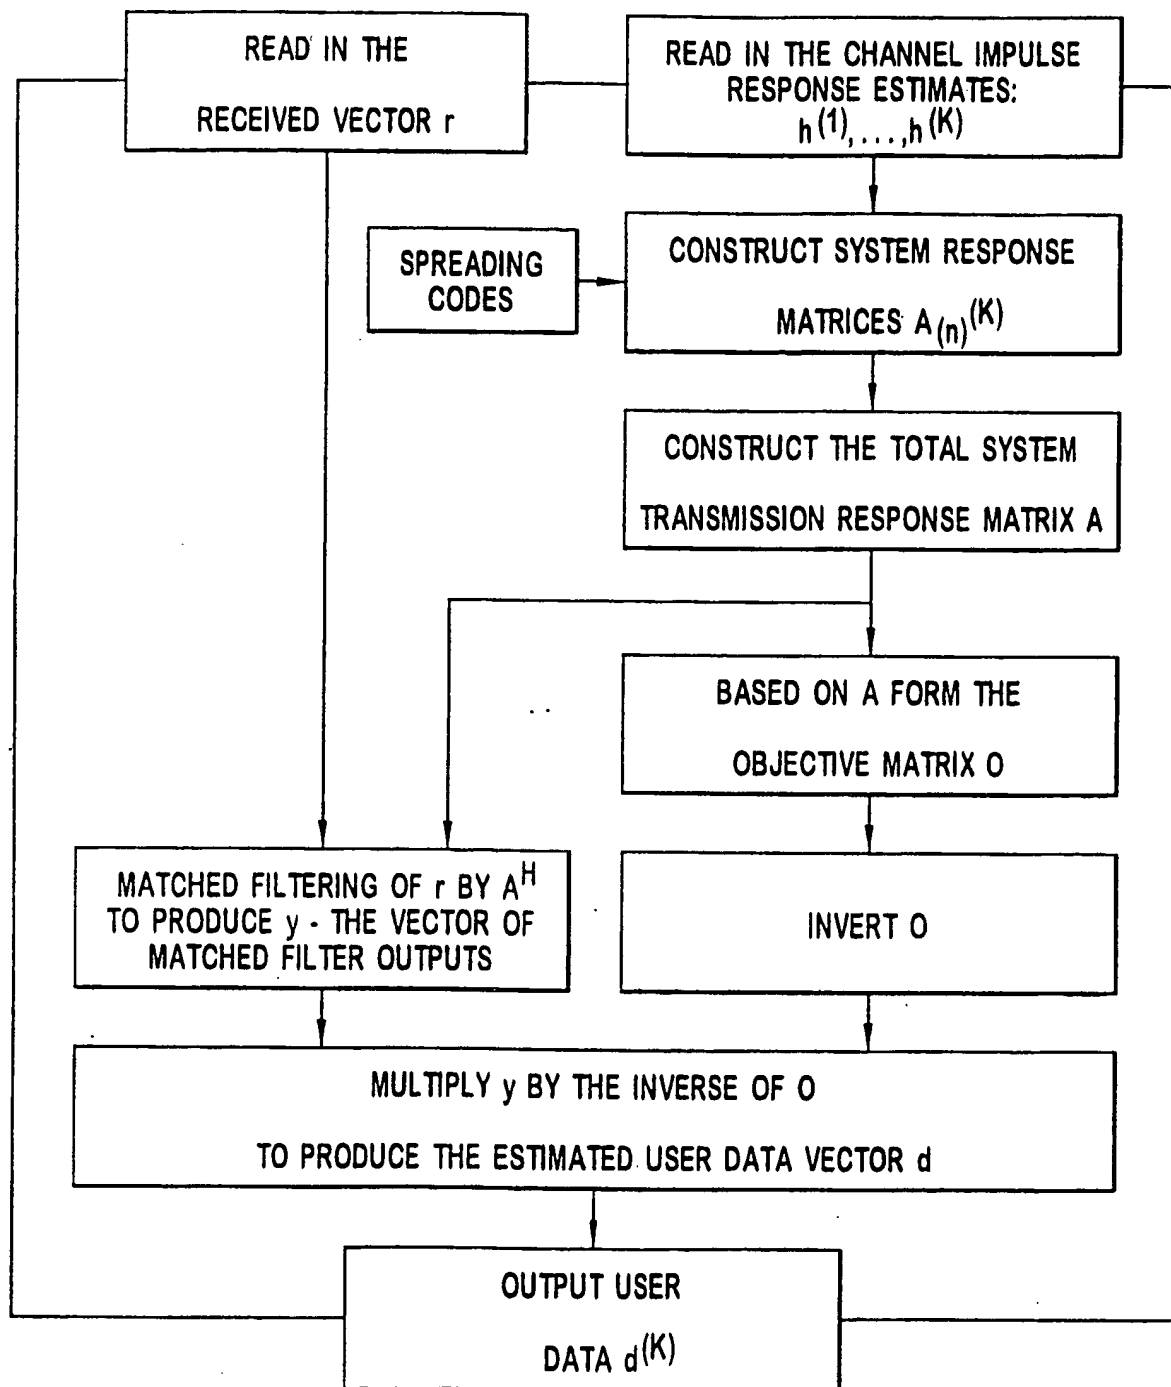 READ IN THE
RECEIVED VECTOR r
READ IN THE CHANNEL IMPULSE
RESPONSE ESTIMATES:
h(1),...,h(K)
SPREADING
CODES
CONSTRUCT SYSTEM RESPONSE
MATRICES A(n)(K)
CONSTRUCT THE TOTAL SYSTEM
TRANSMISSION RESPONSE MATRIX A
BASED ON A FORM THE
OBJECTIVE MATRIX O
MATCHED FILTERING OF r BY AH
TO PRODUCE y - THE VECTOR OF
MATCHED FILTER OUTPUTS
INVERT O
MULTIPLY y BY THE INVERSE OF O
TO PRODUCE THE ESTIMATED USER DATA VECTOR d
OUTPUT USER
DATA d(K)